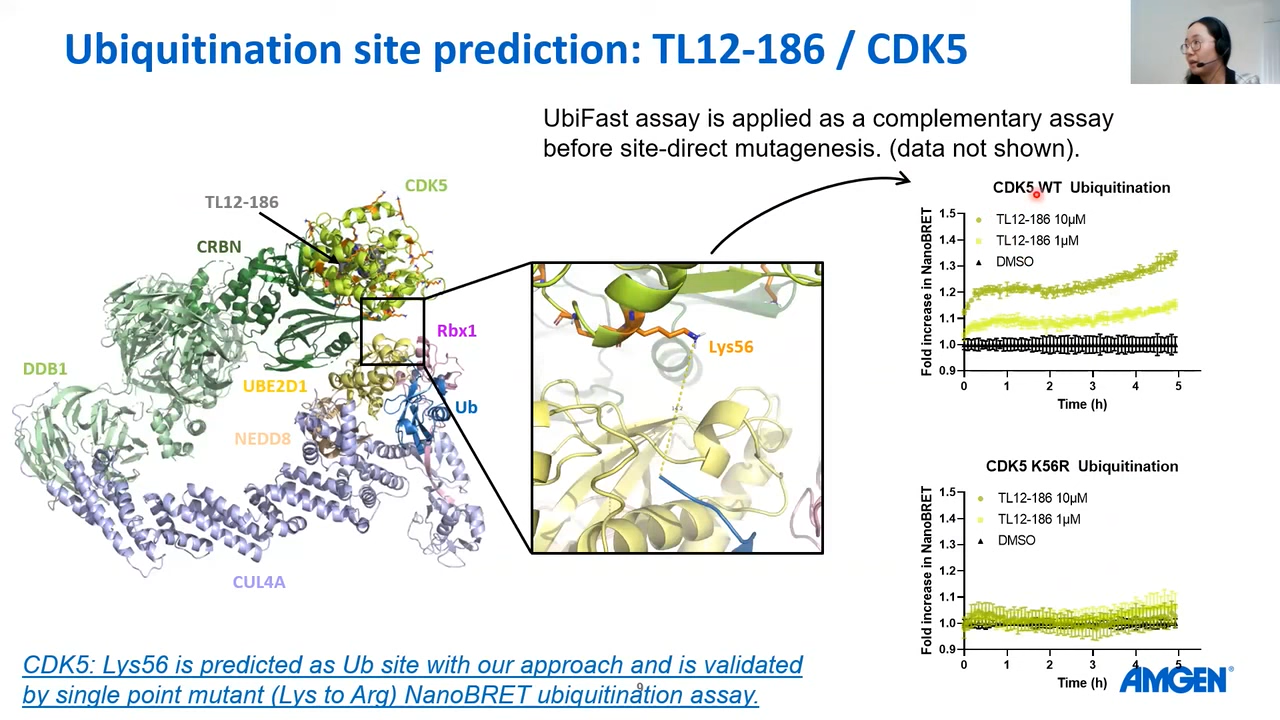 Ubiquitination site prediction: TL12-186 / CDK5
UbiFast assay is applied as a complementary assay
before site-direct mutagenesis. (data not shown).
CDK5
TL12-186
CRBN
Rbx1
DDB1
UBE2D1
Ub
NEDD8
CUL4A
Lys56
CDK5 WT Ubiquitination
Fold increase in NanoBRET
1.5
1.4
1.3
1.2
1.1
1.0
0.9
TL12-186 10µM
TL12-186 1µM
DMSO
0 1 2 3 4 5
Time (h)
CDK5 K56R Ubiquitination
Fold increase in NanoBRET
1.5
1.4
1.3
1.2
1.1
1.0
0.9
TL12-186 10µM
TL12-186 1µM
DMSO
0 1 2 3 4 5
Time (h)
CDK5: Lys56 is predicted as Ub site with our approach and is validated
by single point mutant (Lys to Arg) NanoBRET ubiquitination assay.
9
AMGEN®